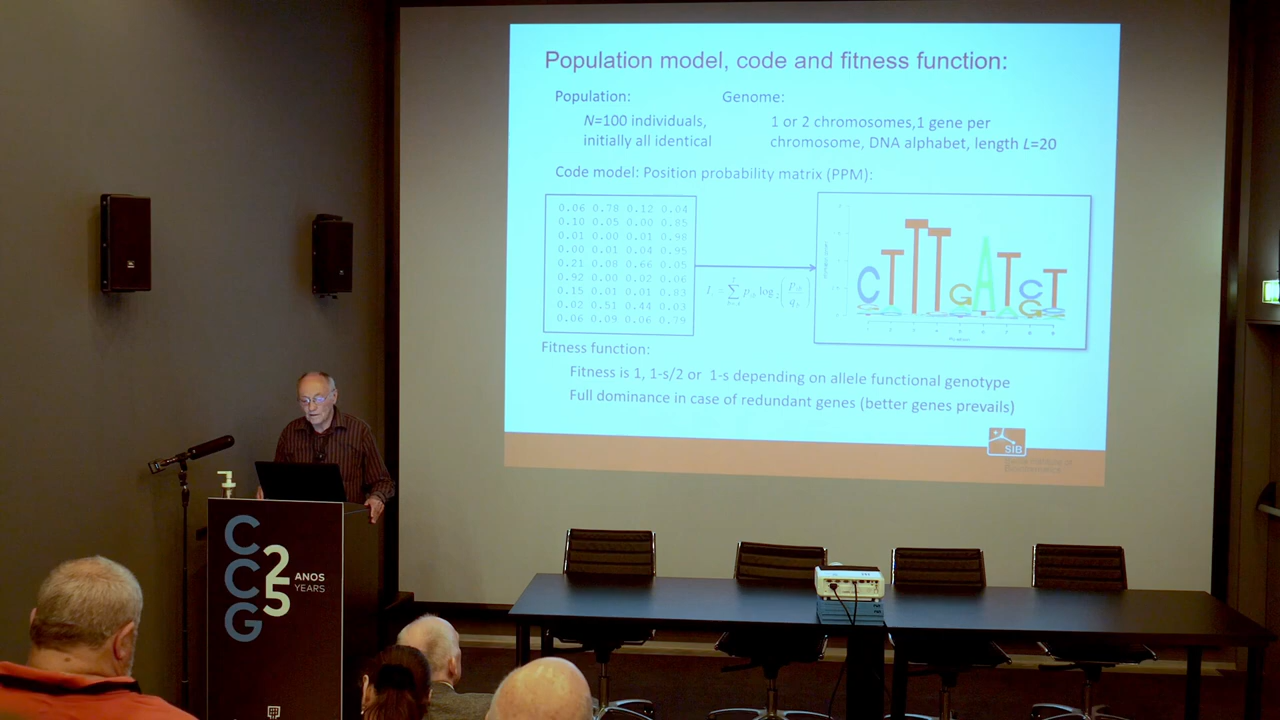 Population model, code and fitness function:
Population:
Genome:
N=100 individuals,
initially all identical
1 or 2 chromosomes,1 gene per
chromosome, DNA alphabet, length L=20
Code model: Position probability matrix (PPM):
0.06 0.78 0.12 0.04
0.10 0.05 0.00 0.85
0.01 0.00 0.01 0.98
0.00 0.01 0.04 0.95
0.21 0.08 0.66 0.05
0.92 0.00 0.02 0.06
0.15 0.01 0.01 0.83
0.02 0.51 0.44 0.03
0.06 0.09 0.06 0.79
CTTTGATCT
G
Fitness function:
Fitness is 1, 1-s/2 or 1-s depending on allele functional genotype
Full dominance in case of redundant genes (better genes prevails)
SIB
CCG
25
ANOS
YEARS